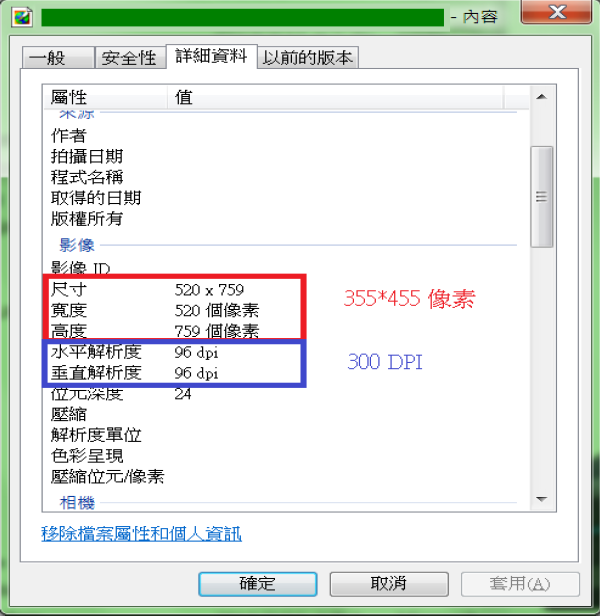 - 內容
一般 安全性 詳細資料 以前的版本
屬性 值
來源
作者
拍攝日期
程式名稱
取得的日期
版權所有
影像
影像 ID
尺寸 520 x 759
寬度 520 個像素
高度 759 個像素
355*455 像素
水平解析度 96 dpi
垂直解析度 96 dpi
300 DPI
位元深度 24
壓縮
解析度單位
色彩呈現
壓縮位元/像素
相機
移除檔案屬性和個人資訊
確定 取消 套用(A)